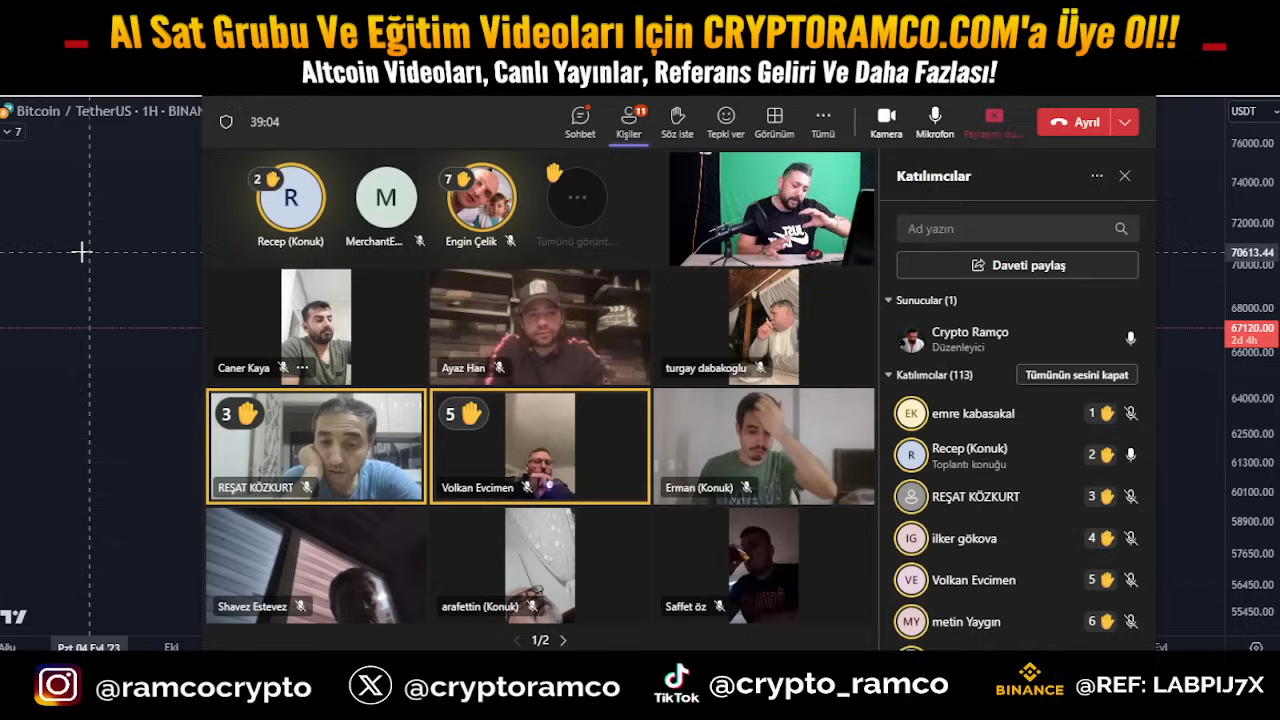 Al Sat Grubu Ve Eğitim Videoları Için CRYPTORAMCO.COM'a Üye Ol!!
Altcoin Videoları, Canlı Yayınlar, Referans Geliri Ve Daha Fazlası!
Bitcoin / TetherUS · 1H · BINAN
7
39:04
Sohbet
11
Kişiler
Söz iste
Tepki ver
Görünüm
Tümü
Kamera
Mikrofon
Paylaşımı du...
Ayrıl
2
R
Recep (Konuk)
M
MerchantE...
7
Engin Çelik
Tümünü görünt...
Caner Kaya
Ayaz Han
turgay dabakoglu
3
REŞAT KÖZKURT
5
Volkan Evcimen
Erman (Konuk)
Shavez Estevez
arafettin (Konuk)
Saffet öz
1/2
Katılımcılar
Ad yazın
Daveti paylaş
Sunucular (1)
Crypto Ramço
Düzenleyici
Katılımcılar (113)
Tümünün sesini kapat
EK
emre kabasakal
1
R
Recep (Konuk)
Toplantı konuğu
2
REŞAT KÖZKURT
3
IG
ilker gökova
4
VE
Volkan Evcimen
5
MY
metin Yaygın
6
USDT
76000.00
74000.00
72000.00
70613.44
70000.00
68000.00
67120.00
2d 4h
66000.00
64000.00
62500.00
61300.00
60100.00
58900.00
57650.00
56450.00
55450.00
Ağu
Pzt 04 Eyl '23
Eki
Eyl
@ramcocrypto
@cryptoramco
TikTok
@crypto_ramco
BINANCE
@REF: LABPIJ7X